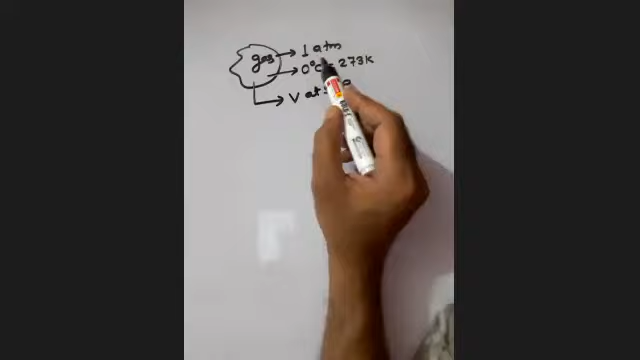 gas
1 atm
0°C = 273K
V at